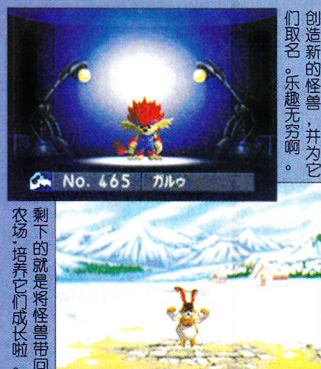 创造新的怪兽，并为它
们取名。乐趣无穷啊。
No. 465 ガルゥ
剩下的就是将怪兽带回
农场，培养它们成长啦。